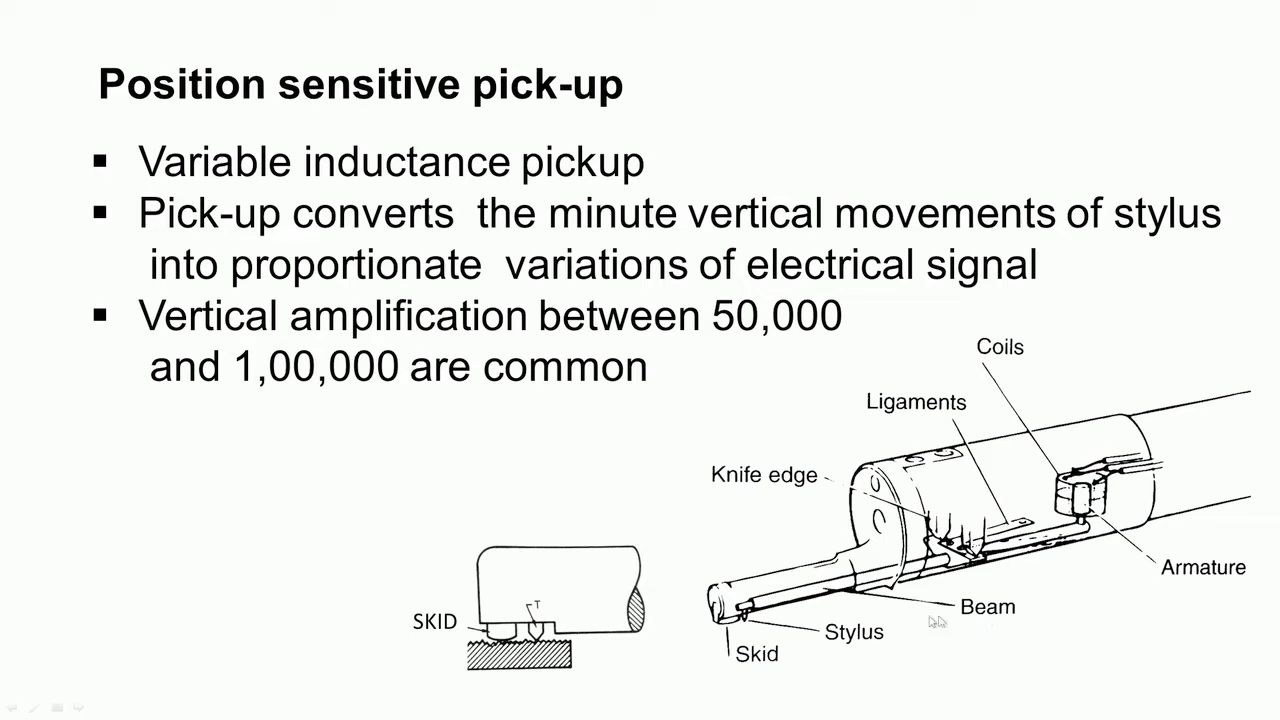 Position sensitive pick-up
▪ Variable inductance pickup
▪ Pick-up converts the minute vertical movements of stylus
into proportionate variations of electrical signal
▪ Vertical amplification between 50,000
and 1,00,000 are common
Coils
Ligaments
Knife edge
Armature
Beam
Stylus
Skid
SKID
T